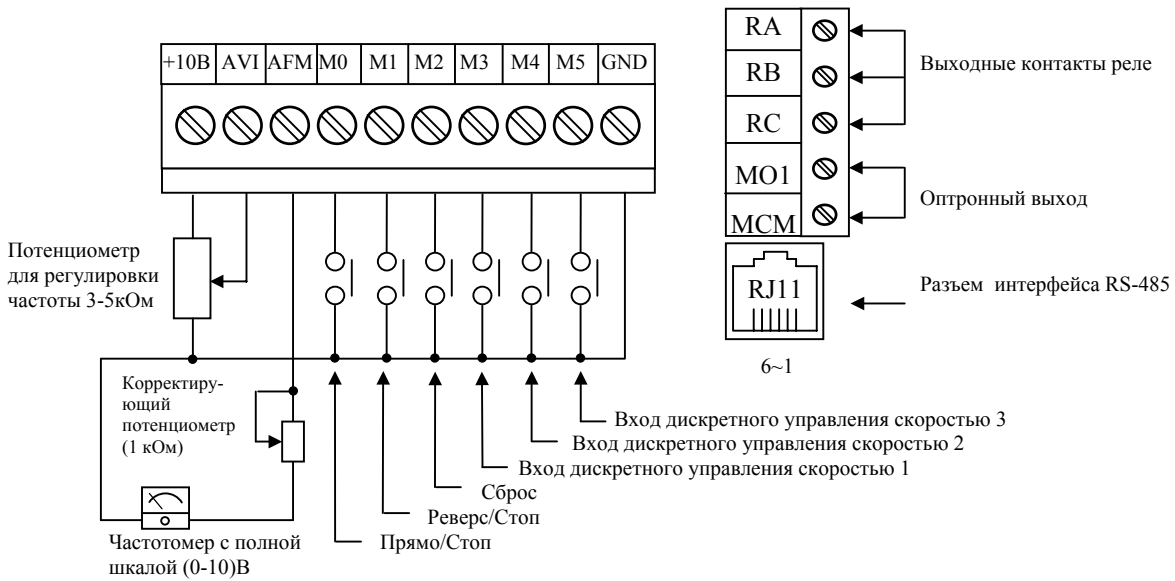 +10В AVI AFM M0 M1 M2 M3 M4 M5 GND
Потенциометр
для регулировки
частоты 3-5кОм
Корректиру-
ющий
потенциометр
(1 кОм)
Частотомер с полной
шкалой (0-10)В
Вход дискретного управления скоростью 3
Вход дискретного управления скоростью 2
Вход дискретного управления скоростью 1
Сброс
Реверс/Стоп
Прямо/Стоп
RA
RB
RC
MO1
MCM
Выходные контакты реле
Оптронный выход
RJ11
6~1
Разъем интерфейса RS-485